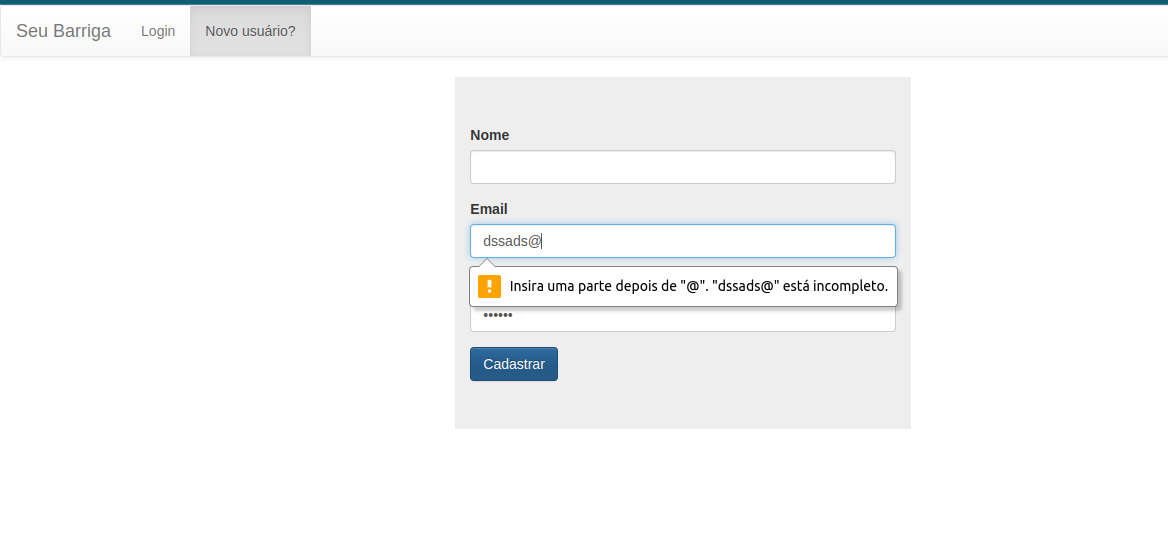 Seu Barriga Login Novo usuário?
Nome
Email
dssads@
Insira uma parte depois de "@". "dssads@" está incompleto.
••••••
Cadastrar